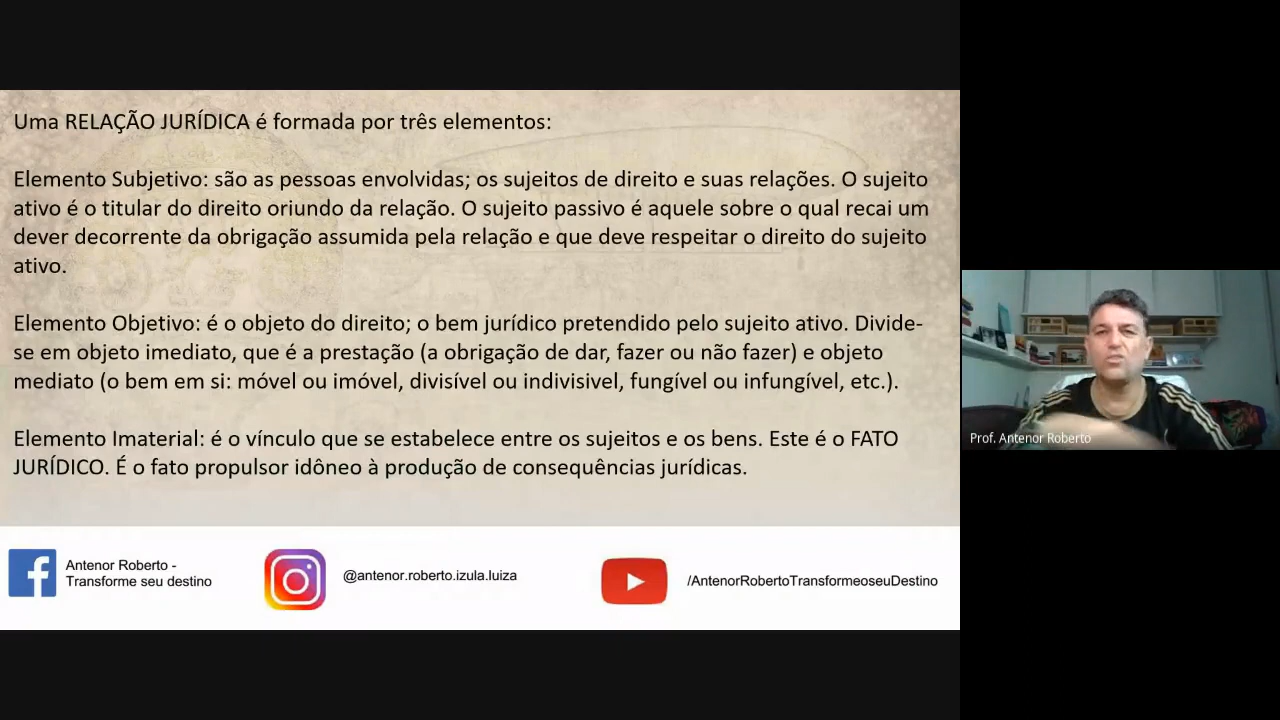 Uma RELAÇÃO JURÍDICA é formada por três elementos:
Elemento Subjetivo: são as pessoas envolvidas; os sujeitos de direito e suas relações. O sujeito
ativo é o titular do direito oriundo da relação. O sujeito passivo é aquele sobre o qual recai um
dever decorrente da obrigação assumida pela relação e que deve respeitar o direito do sujeito
ativo.
Elemento Objetivo: é o objeto do direito; o bem jurídico pretendido pelo sujeito ativo. Divide-
se em objeto imediato, que é a prestação (a obrigação de dar, fazer ou não fazer) e objeto
mediato (o bem em si: móvel ou imóvel, divisível ou indivisivel, fungível ou infungível, etc.).
Elemento Imaterial: é o vínculo que se estabelece entre os sujeitos e os bens. Este é o FATO
JURÍDICO. É o fato propulsor idôneo à produção de consequências jurídicas.
Prof. Antenor Roberto
Antenor Roberto -
Transforme seu destino
@antenor.roberto.izula.luiza
/AntenorRobertoTransformeoseuDestino